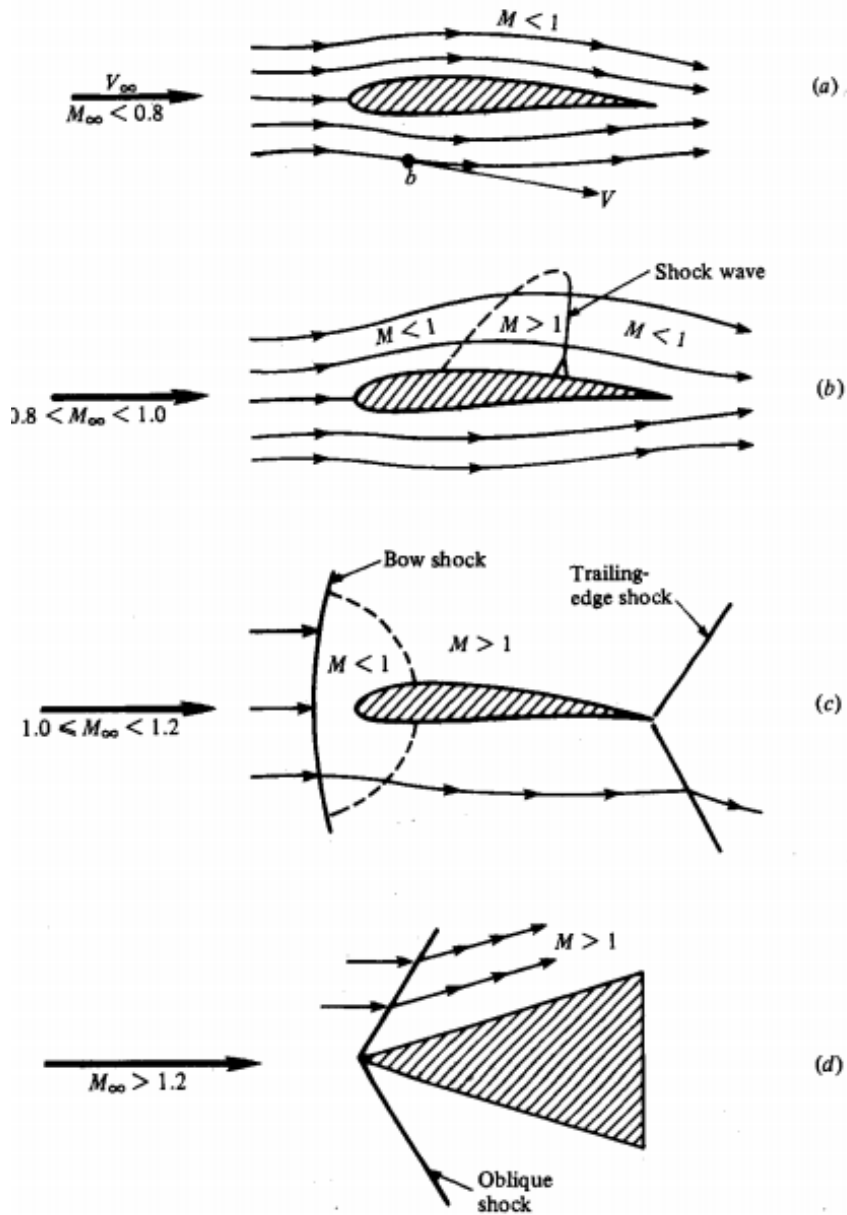 M < 1
V∞
M∞ < 0.8
(a)
b
V
Shock wave
M < 1
M > 1
M < 1
0.8 < M∞ < 1.0
(b)
Bow shock
Trailing-
edge shock
M > 1
M < 1
1.0 ⩽ M∞ < 1.2
(c)
M > 1
M∞ > 1.2
(d)
Oblique
shock